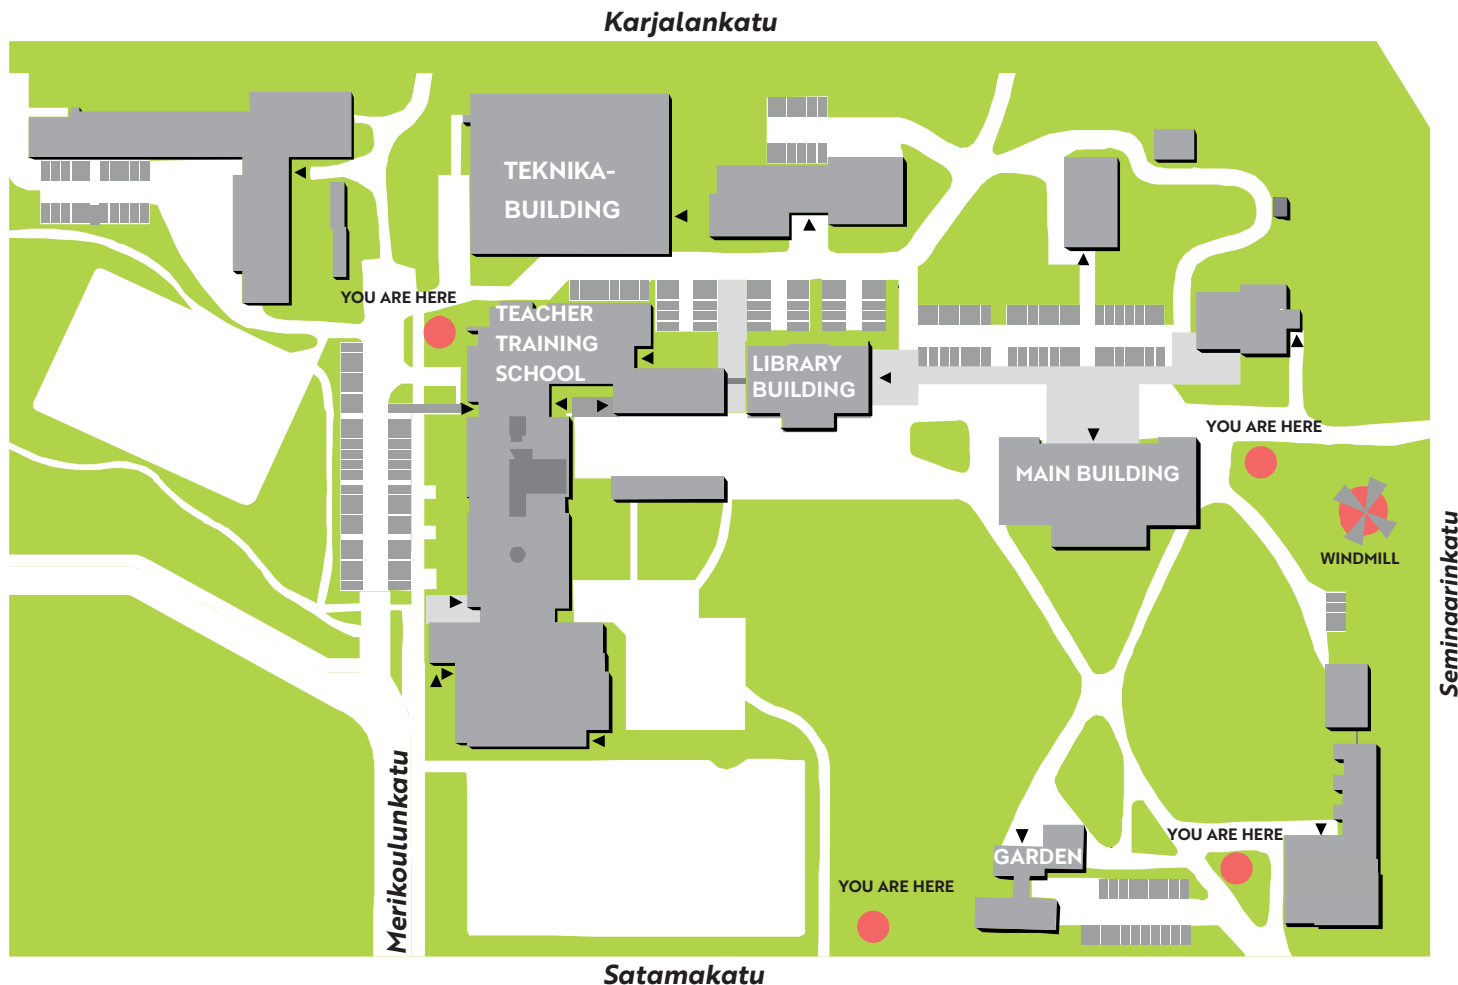 Karjalankatu
TEKNIKA-
BUILDING
YOU ARE HERE
TEACHER
TRAINING
SCHOOL
LIBRARY
BUILDING
YOU ARE HERE
MAIN BUILDING
WINDMILL
Seminaarinkatu
Merikoulunkatu
YOU ARE HERE
GARDEN
YOU ARE HERE
Satamakatu